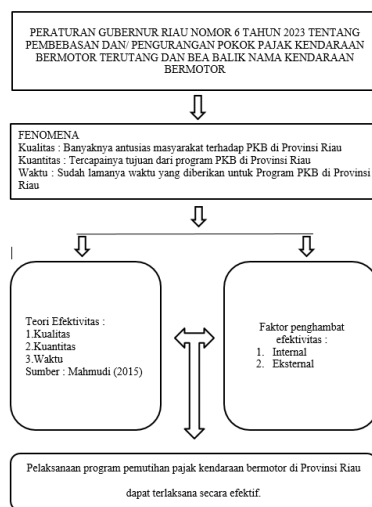 PERATURAN GUBERNUR RIAU NOMOR 6 TAHUN 2023 TENTANG
PEMBEBASAN DAN/ PENGURANGAN POKOK PAJAK KENDARAAN
BERMOTOR TERUTANG DAN BEA BALIK NAMA KENDARAAN
BERMOTOR
FENOMENA
Kualitas : Banyaknya antusias masyarakat terhadap PKB di Provinsi Riau
Kuantitas : Tercapainya tujuan dari program PKB di Provinsi Riau
Waktu : Sudah lamanya waktu yang diberikan untuk Program PKB di Provinsi
Riau
Teori Efektivitas :
1.Kualitas
2.Kuantitas
3.Waktu
Sumber : Mahmudi (2015)
Faktor penghambat
efektivitas :
1. Internal
2. Eksternal
Pelaksanaan program pemutihan pajak kendaraan bermotor di Provinsi Riau
dapat terlaksana secara efektif.